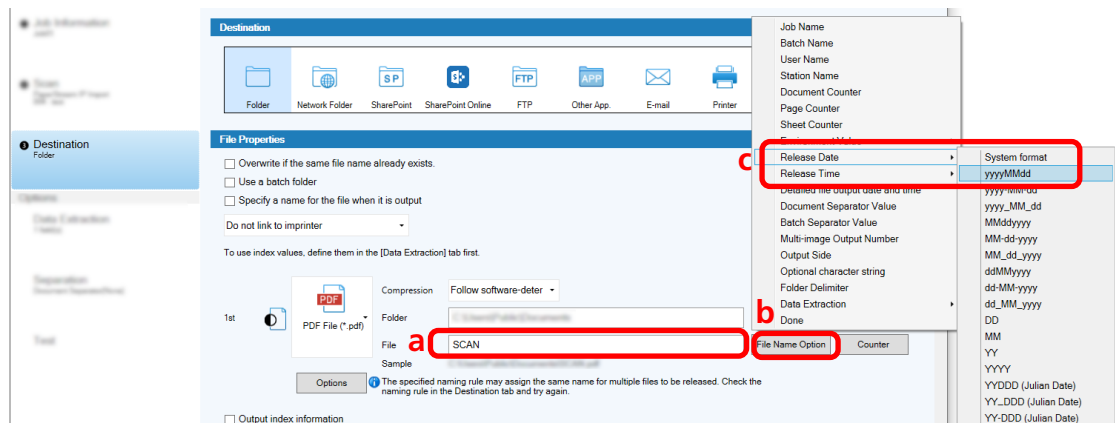 Destination
Folder
Destination
Folder
Network Folder
SharePoint
SharePoint Online
FTP
Other App.
E-mail
Printer
File Properties
Overwrite if the same file name already exists.
Use a batch folder
Specify a name for the file when it is output
Do not link to imprinter
To use index values, define them in the [Data Extraction] tab first.
1st
PDF
PDF File (*.pdf)
Compression
Follow software-deter
Folder
a
File
SCAN
b
File Name Option
Counter
Sample
Options
The specified naming rule may assign the same name for multiple files to be released. Check the
naming rule in the Destination tab and try again.
Output index information
Job Name
Batch Name
User Name
Station Name
Document Counter
Page Counter
Sheet Counter
Environment Value
c
Release Date
Release Time
Detailed file output date and time
Document Separator Value
Batch Separator Value
Multi-image Output Number
Output Side
Optional character string
Folder Delimiter
Data Extraction
Done
System format
yyyyMMdd
yyyy-MM-dd
yyyy_MM_dd
MMddyyyy
MM-dd-yyyy
MM_dd_yyyy
ddMMyyyy
dd-MM-yyyy
dd_MM_yyyy
DD
MM
YY
YYYY
YYDDD (Julian Date)
YY_DDD (Julian Date)
YY-DDD (Julian Date)